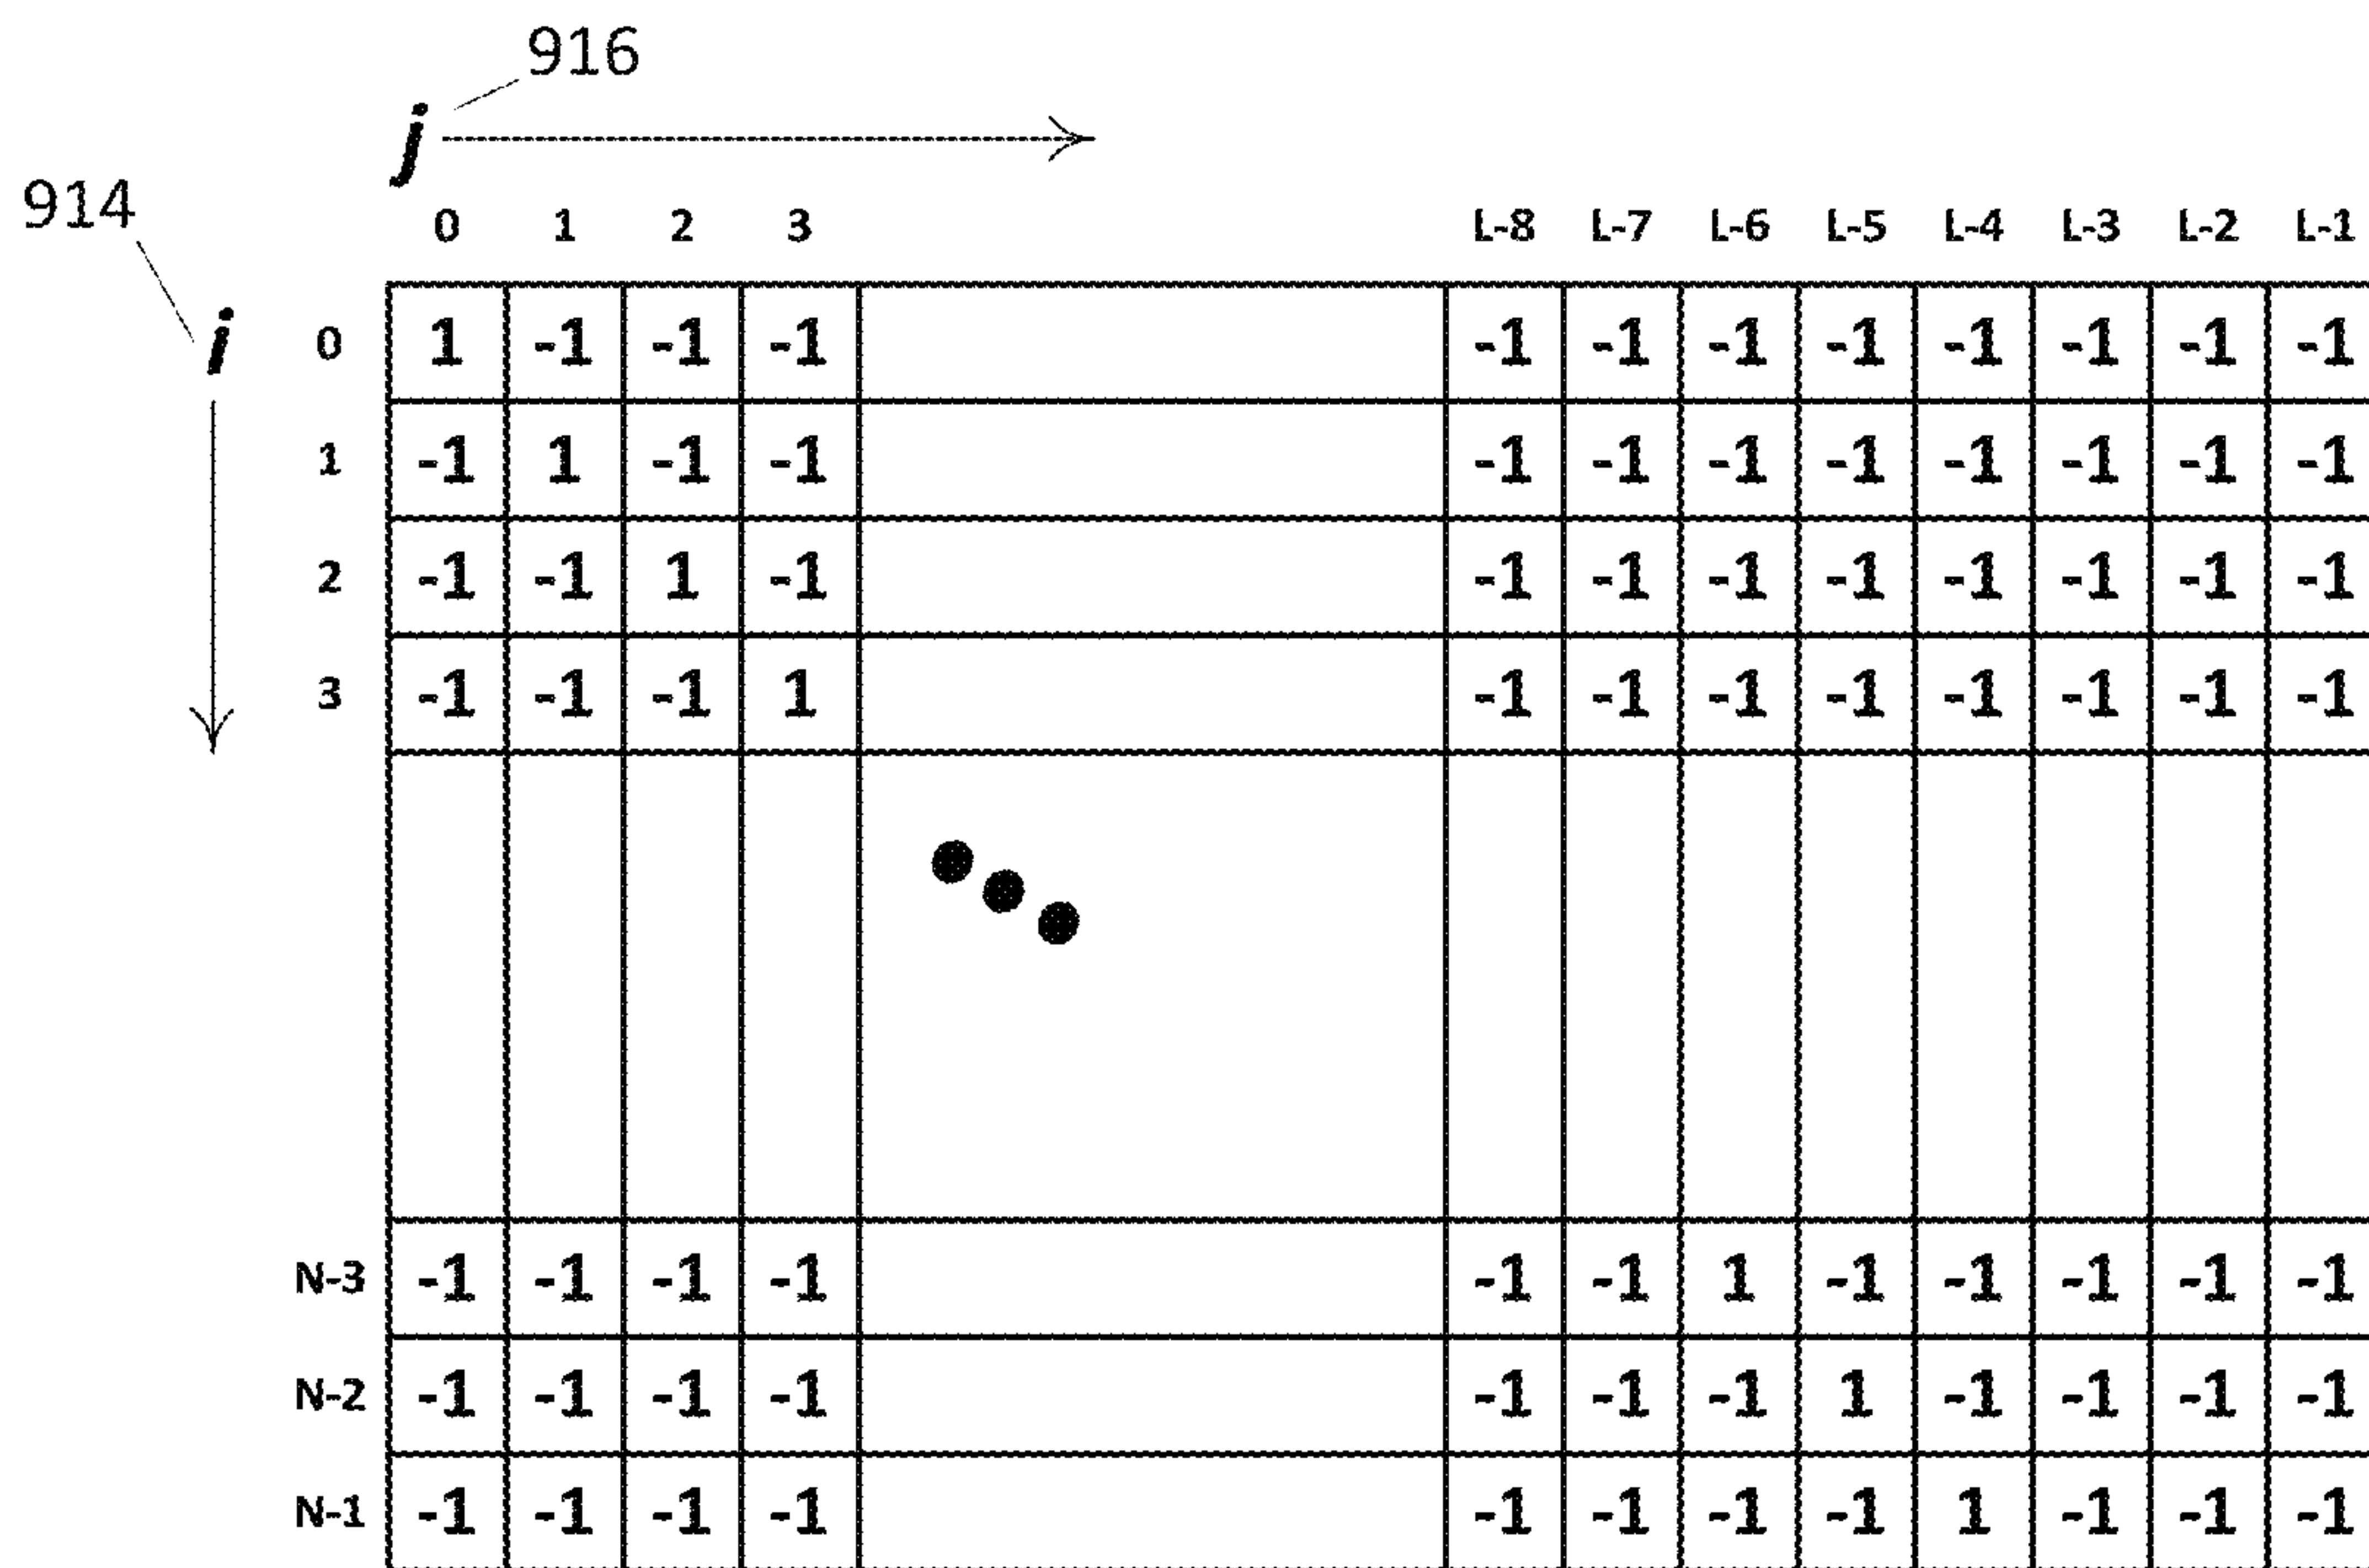 916
j
914
0 1 2 3 L-8 L-7 L-6 L-5 L-4 L-3 L-2 L-1
i
0 1 -1 -1 -1 -1 -1 -1 -1 -1 -1 -1 -1
1 -1 1 -1 -1 -1 -1 -1 -1 -1 -1 -1 -1
2 -1 -1 1 -1 -1 -1 -1 -1 -1 -1 -1 -1
3 -1 -1 -1 1 -1 -1 -1 -1 -1 -1 -1 -1
N-3 -1 -1 -1 -1 -1 -1 1 -1 -1 -1 -1 -1
N-2 -1 -1 -1 -1 -1 -1 -1 1 -1 -1 -1 -1
N-1 -1 -1 -1 -1 -1 -1 -1 -1 1 -1 -1 -1